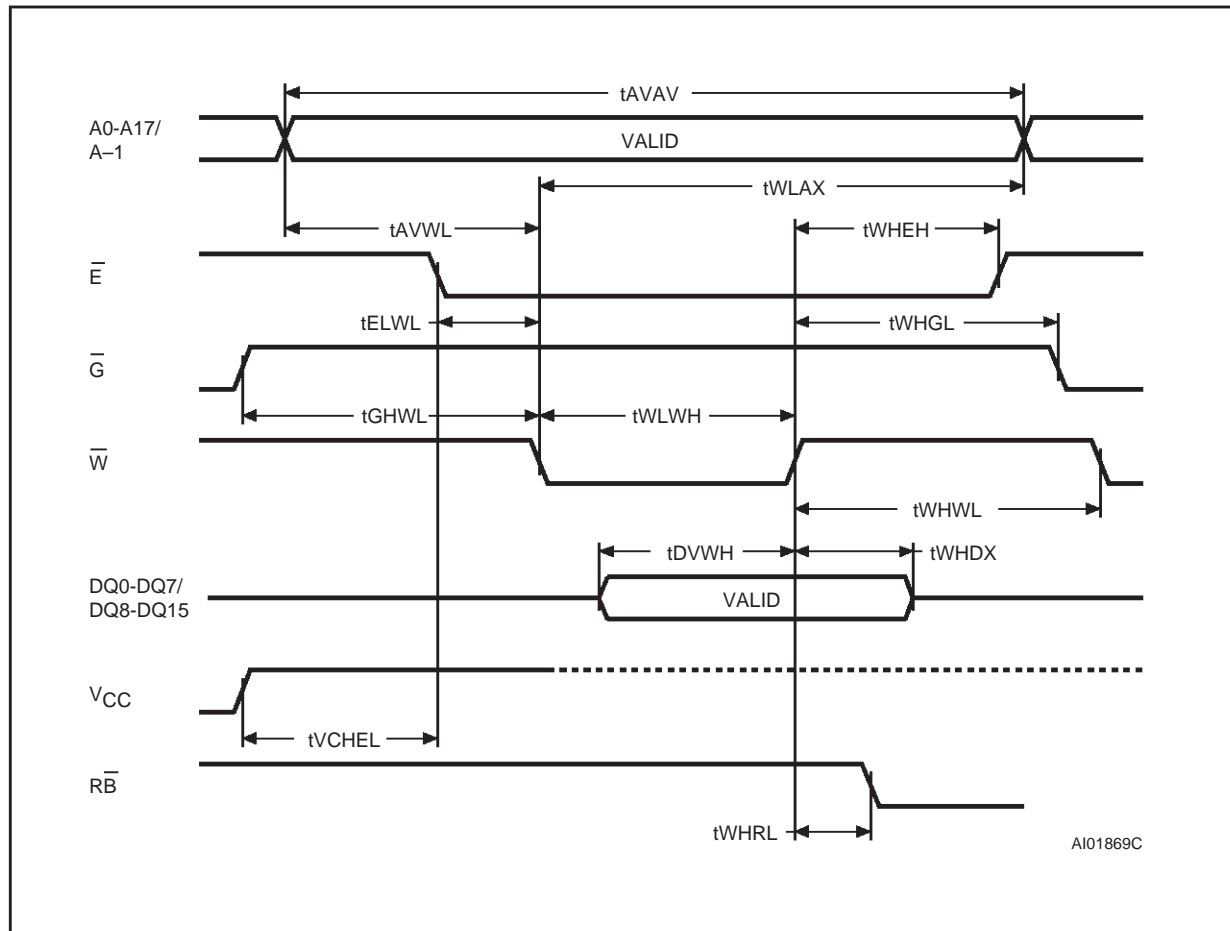 tAVAV
A0-A17/
A–1
VALID
tWLAX
tAVWL
tWHEH
E̅
tELWL
tWHGL
G̅
tGHWL
tWLWH
W̅
tWHWL
tDVWH
tWHDX
DQ0-DQ7/
DQ8-DQ15
VALID
VCC
tVCHEL
RB̅
tWHRL
AI01869C